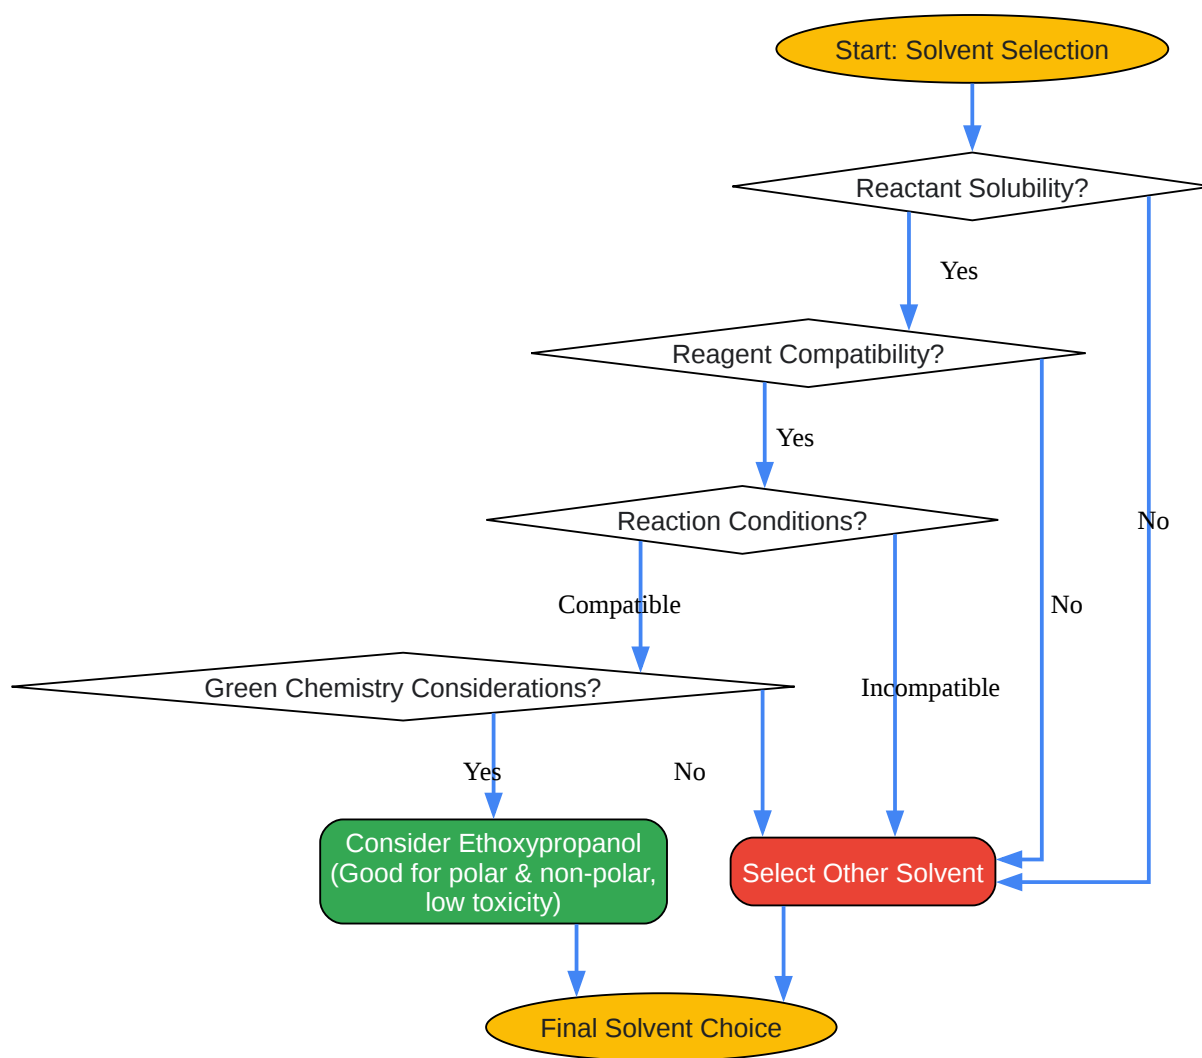 Start: Solvent Selection
Reactant Solubility?
Yes
Reagent Compatibility?
Yes
Reaction Conditions?
No
Compatible
No
Green Chemistry Considerations?
Incompatible
Yes
No
Consider Ethoxypropanol
(Good for polar & non-polar,
low toxicity)
Select Other Solvent
Final Solvent Choice